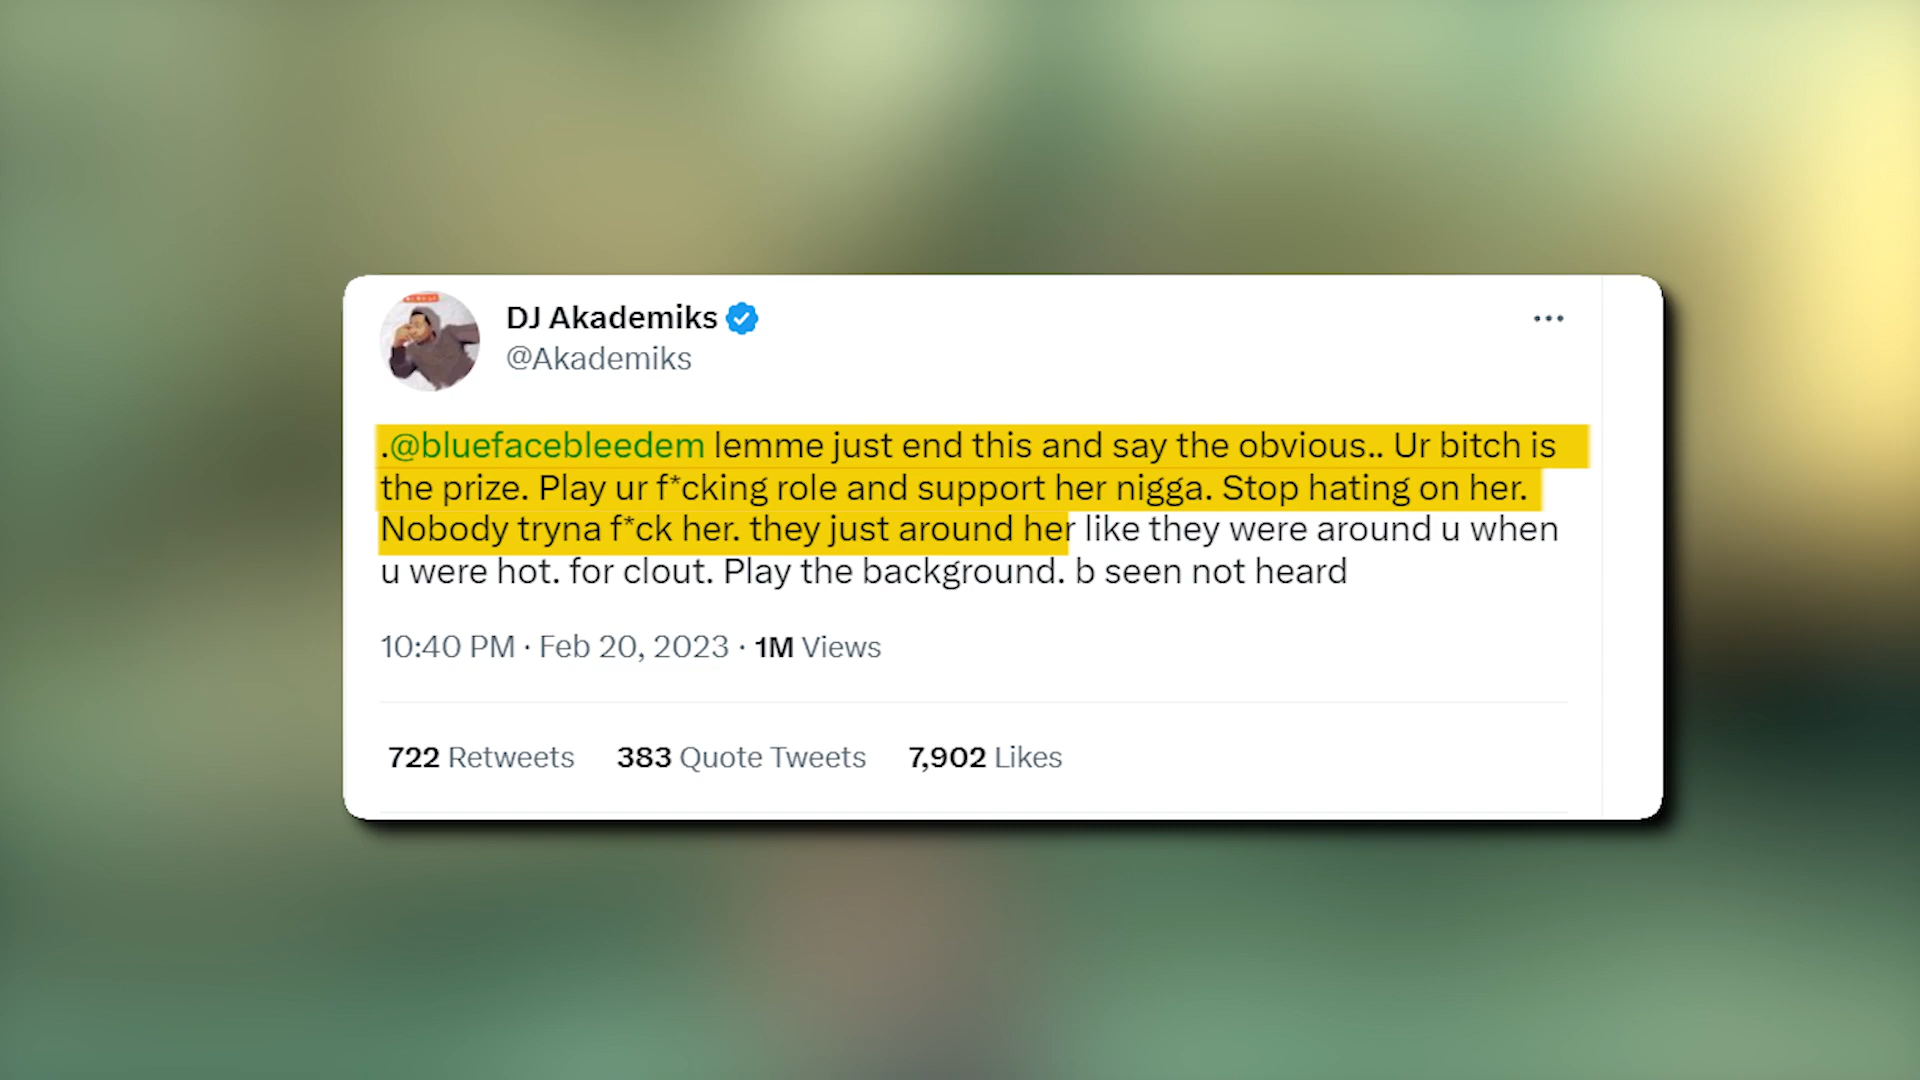 DJ Akademiks
@Akademiks
.@bluefacebleedem lemme just end this and say the obvious.. Ur bitch is
the prize. Play ur f*cking role and support her nigga. Stop hating on her.
Nobody tryna f*ck her. they just around her like they were around u when
u were hot. for clout. Play the background. b seen not heard
10:40 PM · Feb 20, 2023 · 1M Views
722 Retweets 383 Quote Tweets 7,902 Likes